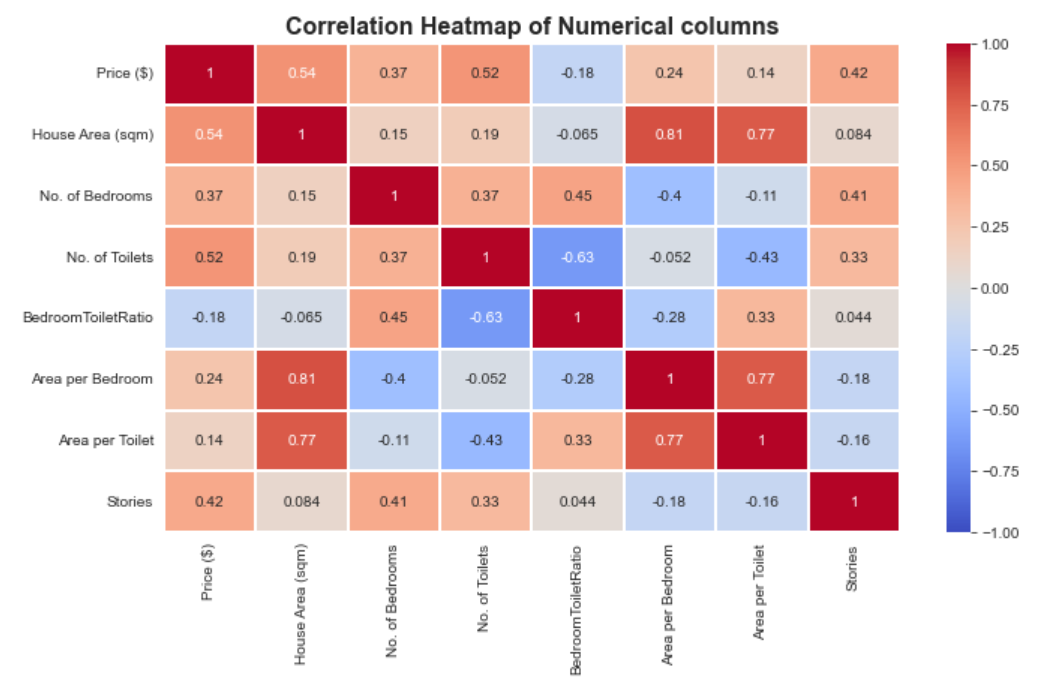 Correlation Heatmap of Numerical columns
Price ($) 1 0.54 0.37 0.52 -0.18 0.24 0.14 0.42
House Area (sqm) 0.54 1 0.15 0.19 -0.065 0.81 0.77 0.084
No. of Bedrooms 0.37 0.15 1 0.37 0.45 -0.4 -0.11 0.41
No. of Toilets 0.52 0.19 0.37 1 -0.63 -0.052 -0.43 0.33
BedroomToiletRatio -0.18 -0.065 0.45 -0.63 1 -0.28 0.33 0.044
Area per Bedroom 0.24 0.81 -0.4 -0.052 -0.28 1 0.77 -0.18
Area per Toilet 0.14 0.77 -0.11 -0.43 0.33 0.77 1 -0.16
Stories 0.42 0.084 0.41 0.33 0.044 -0.18 -0.16 1
Price ($)
House Area (sqm)
No. of Bedrooms
No. of Toilets
BedroomToiletRatio
Area per Bedroom
Area per Toilet
Stories
1.00
0.75
0.50
0.25
0.00
−0.25
−0.50
−0.75
−1.00